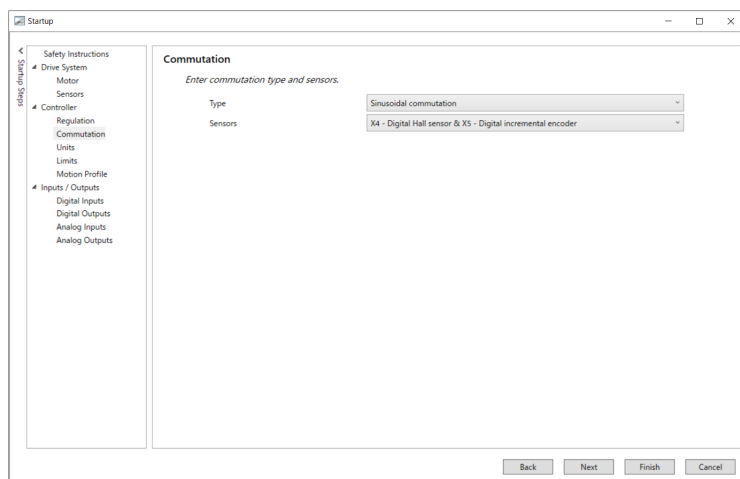 Startup
Startup Steps
Safety Instructions
Drive System
Motor
Sensors
Controller
Regulation
Commutation
Units
Limits
Motion Profile
Inputs / Outputs
Digital Inputs
Digital Outputs
Analog Inputs
Analog Outputs
Commutation
Enter commutation type and sensors.
Type Sinusoidal commutation
Sensors X4 - Digital Hall sensor & X5 - Digital incremental encoder
Back Next Finish Cancel